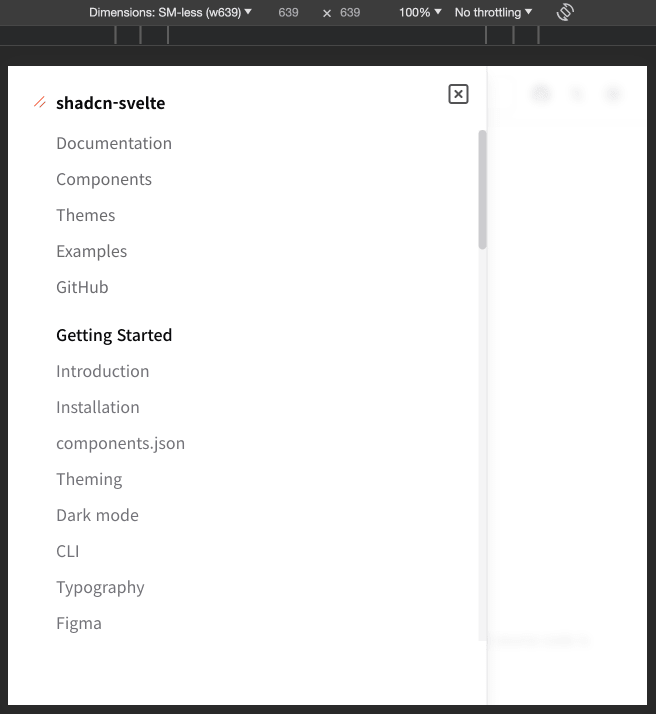 Dimensions: SM-less (w639) ▼ 639 × 639 100% ▼ No throttling ▼
shadcn-svelte
Documentation
Components
Themes
Examples
GitHub
Getting Started
Introduction
Installation
components.json
Theming
Dark mode
CLI
Typography
Figma